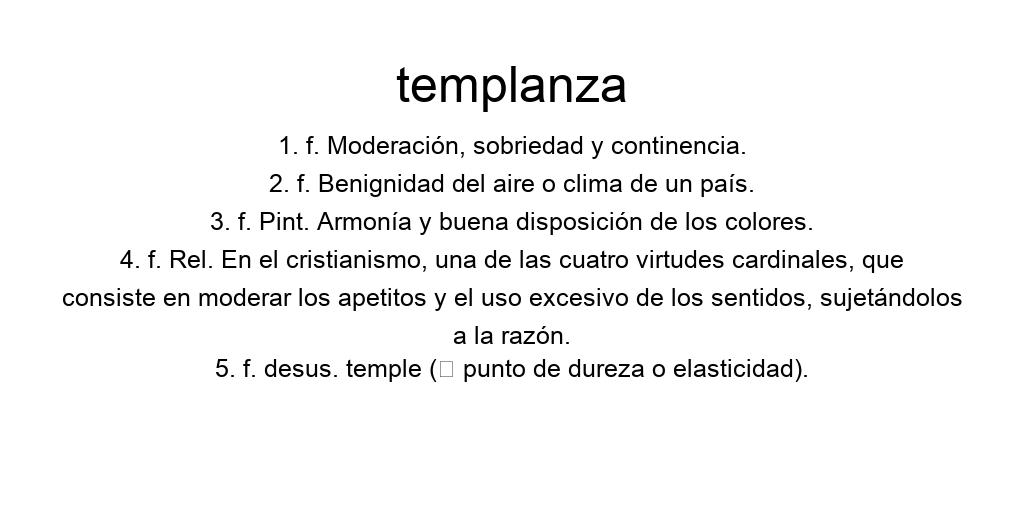 templanza
1. f. Moderación, sobriedad y continencia.
2. f. Benignidad del aire o clima de un país.
3. f. Pint. Armonía y buena disposición de los colores.
4. f. Rel. En el cristianismo, una de las cuatro virtudes cardinales, que
consiste en moderar los apetitos y el uso excesivo de los sentidos, sujetándolos
a la razón.
5. f. desus. temple (□ punto de dureza o elasticidad).